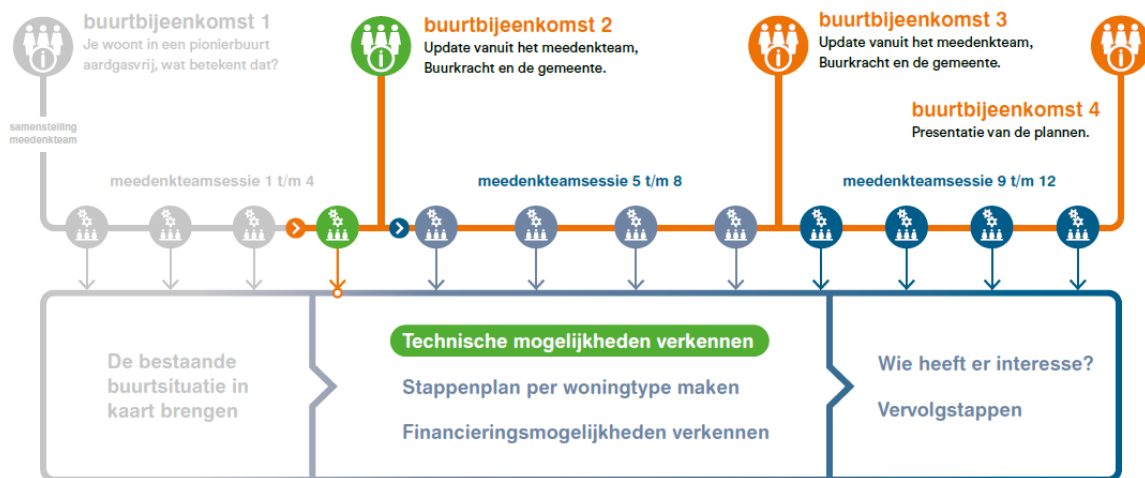 buurtbijeenkomst 1
Je woont in een pionierbuurt
aardgasvrij, wat betekent dat?
buurtbijeenkomst 2
Update vanuit het meedenkteam,
Buurkracht en de gemeente.
buurtbijeenkomst 3
Update vanuit het meedenkteam,
Buurkracht en de gemeente.
buurtbijeenkomst 4
Presentatie van de plannen.
samenstelling
meedenkteam
meedenkteamsessie 1 t/m 4
meedenkteamsessie 5 t/m 8
meedenkteamsessie 9 t/m 12
De bestaande
buurtsituatie in
kaart brengen
Technische mogelijkheden verkennen
Stappenplan per woningtype maken
Financieringsmogelijkheden verkennen
Wie heeft er interesse?
Vervolgstappen